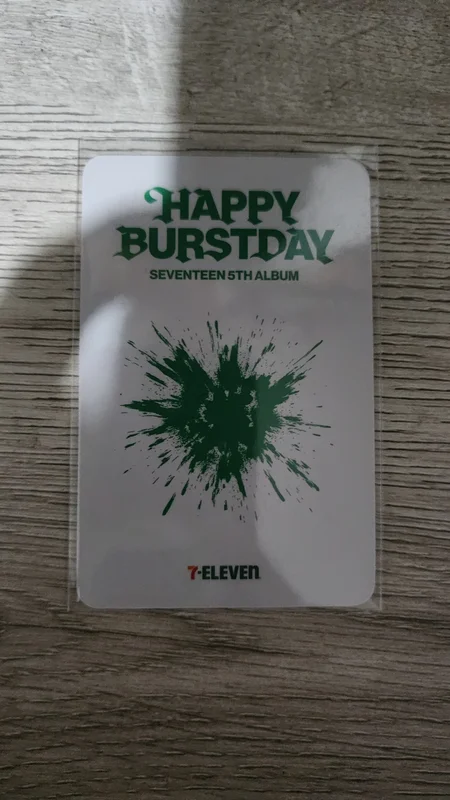 HAPPY
BURSTDAY
SEVENTEEN 5TH ALBUM
7-ELEVEn